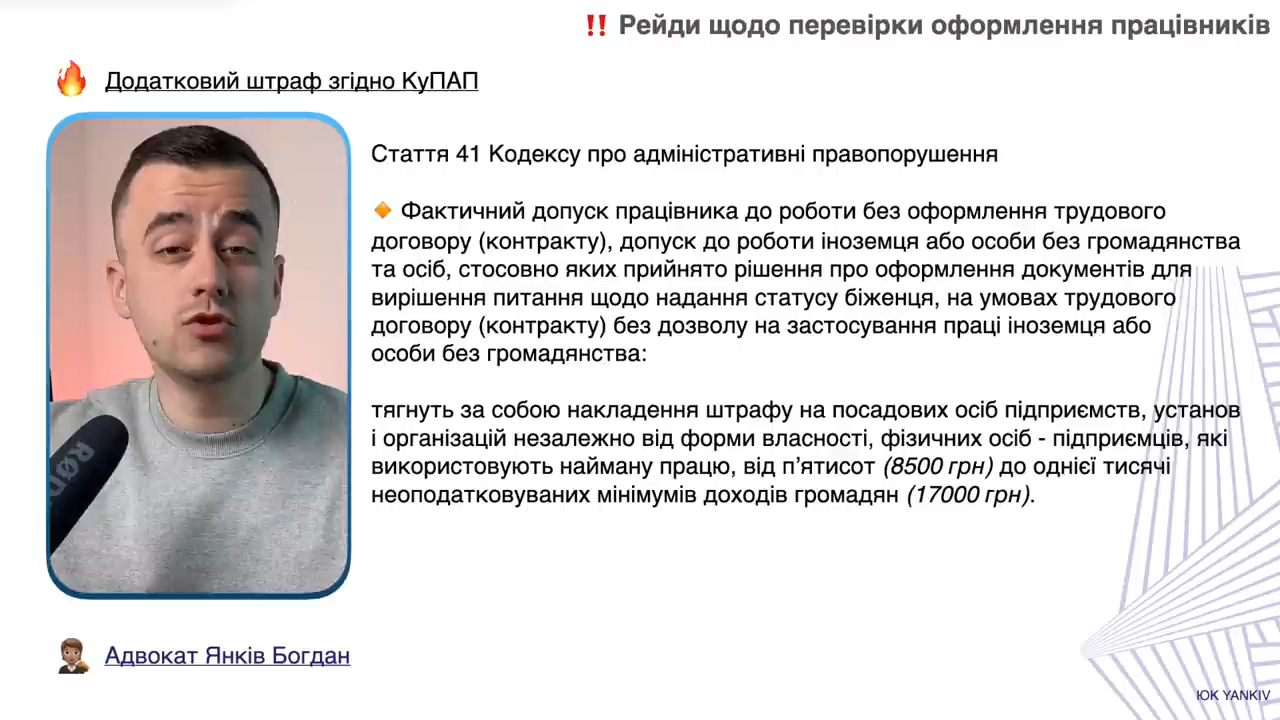 ‼️ Рейди щодо перевірки оформлення працівників
Додатковий штраф згідно КуПАП
Стаття 41 Кодексу про адміністративні правопорушення
🔸 Фактичний допуск працівника до роботи без оформлення трудового
договору (контракту), допуск до роботи іноземця або особи без громадянства
та осіб, стосовно яких прийнято рішення про оформлення документів для
вирішення питання щодо надання статусу біженця, на умовах трудового
договору (контракту) без дозволу на застосування праці іноземця або
особи без громадянства:
тягнуть за собою накладення штрафу на посадових осіб підприємств, установ
і організацій незалежно від форми власності, фізичних осіб - підприємців, які
використовують найману працю, від п’ятисот (8500 грн) до однієї тисячі
неоподатковуваних мінімумів доходів громадян (17000 грн).
RØD
Адвокат Янків Богдан
ЮК YANKIV